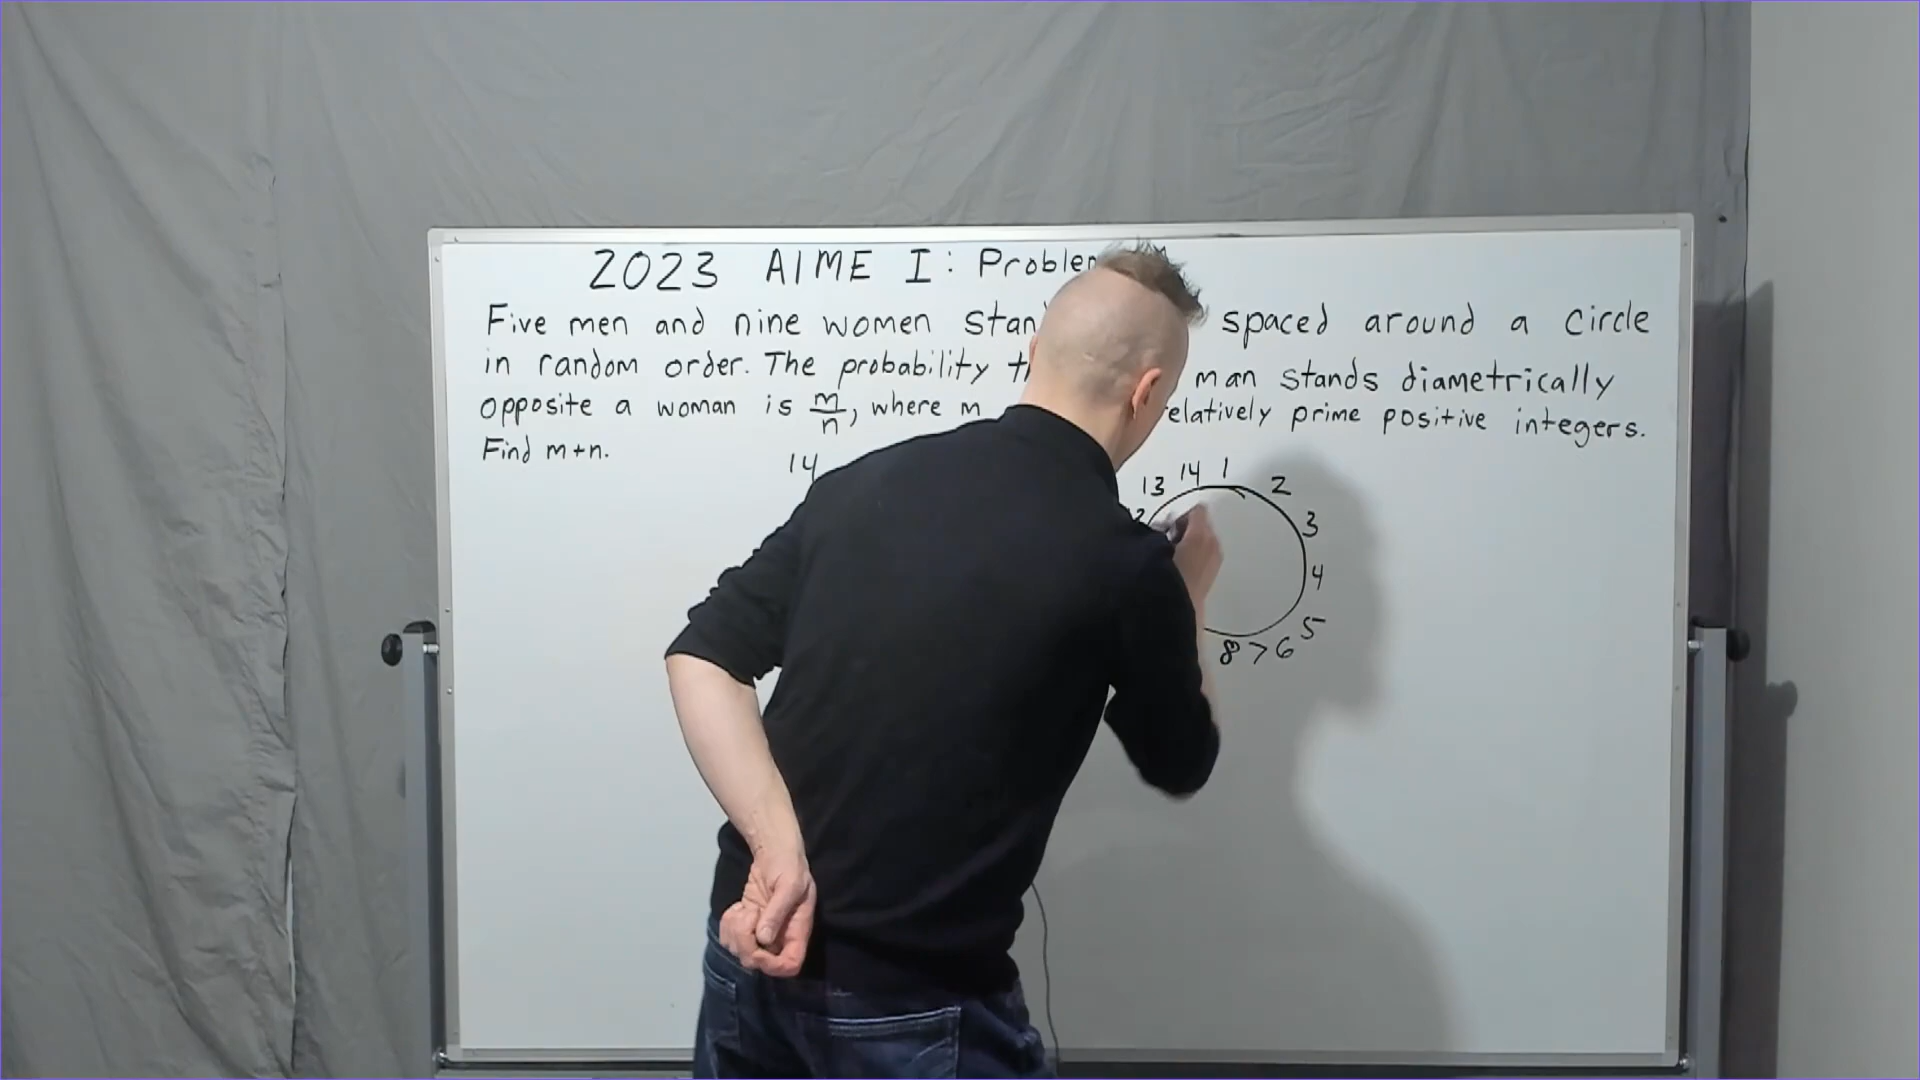 2023 AIME I: Problem
Five men and nine women spaced around a circle
in random order. The probability man stands diametrically
opposite a woman is m/n, where m relatively prime positive integers.
Find m+n.
14
13 14 1 2
3
4
5
8 7 6